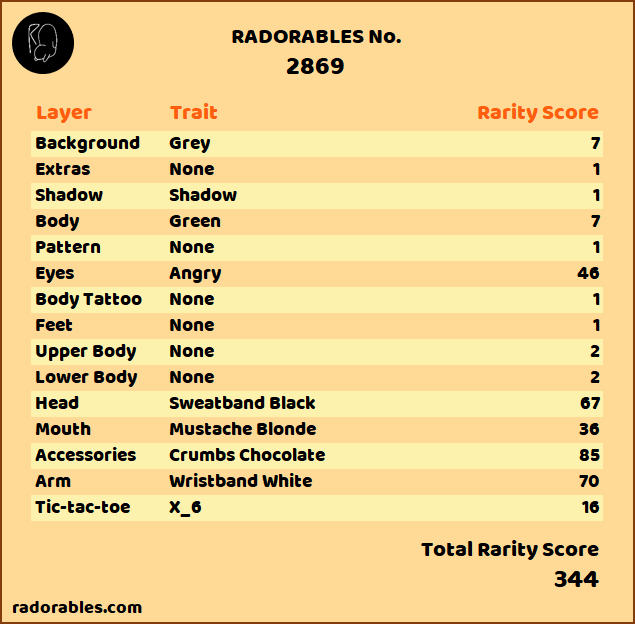 RADORABLES No.
2869
Layer Trait Rarity Score
Background Grey 7
Extras None 1
Shadow Shadow 1
Body Green 7
Pattern None 1
Eyes Angry 46
Body Tattoo None 1
Feet None 1
Upper Body None 2
Lower Body None 2
Head Sweatband Black 67
Mouth Mustache Blonde 36
Accessories Crumbs Chocolate 85
Arm Wristband White 70
Tic-tac-toe X_6 16
Total Rarity Score
344
radorables.com